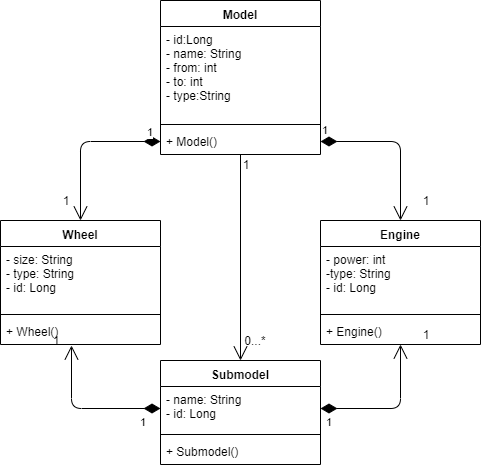 Model
- id:Long
- name: String
- from: int
- to: int
- type:String
+ Model()
1
1
1
1
1
Wheel
- size: String
- type: String
- id: Long
+ Wheel()
1
Engine
- power: int
-type: String
- id: Long
+ Engine()
1
0...*
Submodel
- name: String
- id: Long
+ Submodel()
1
1